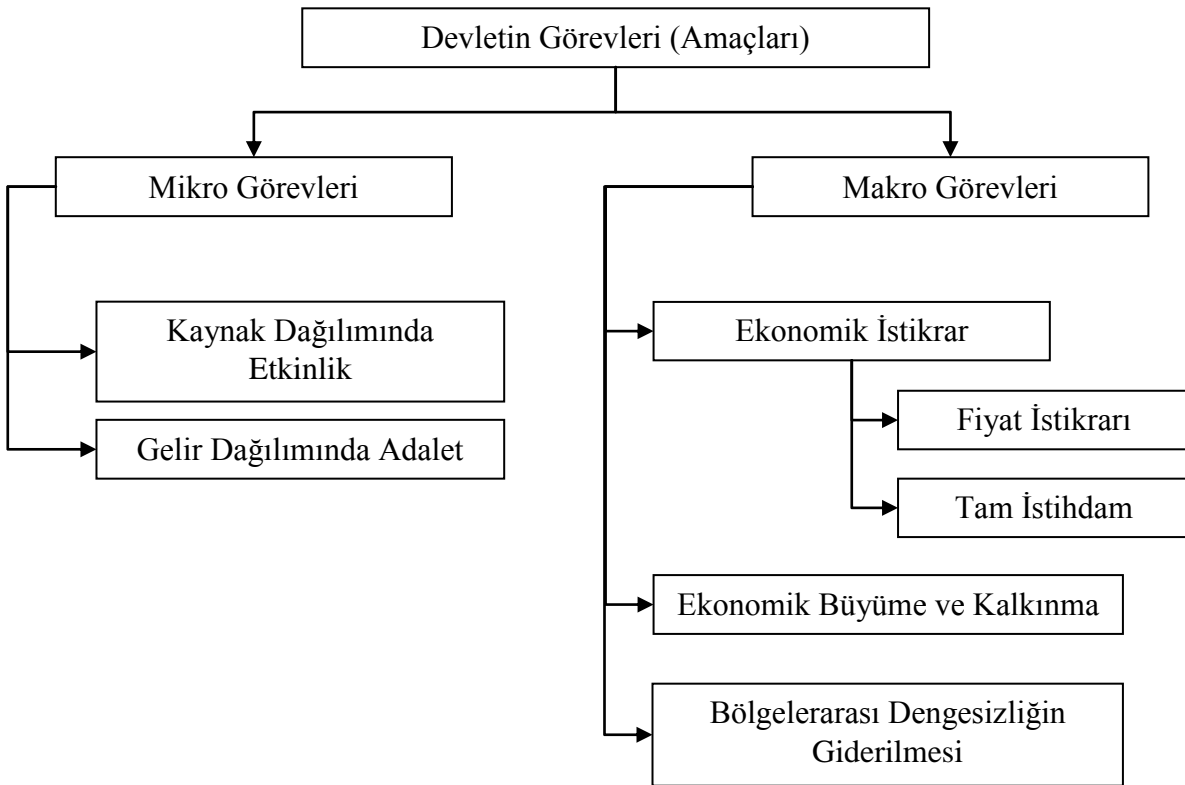 Devletin Görevleri (Amaçları)
Mikro Görevleri
Makro Görevleri
Kaynak Dağılımında
Etkinlik
Gelir Dağılımında Adalet
Ekonomik İstikrar
Fiyat İstikrarı
Tam İstihdam
Ekonomik Büyüme ve Kalkınma
Bölgelerarası Dengesizliğin
Giderilmesi